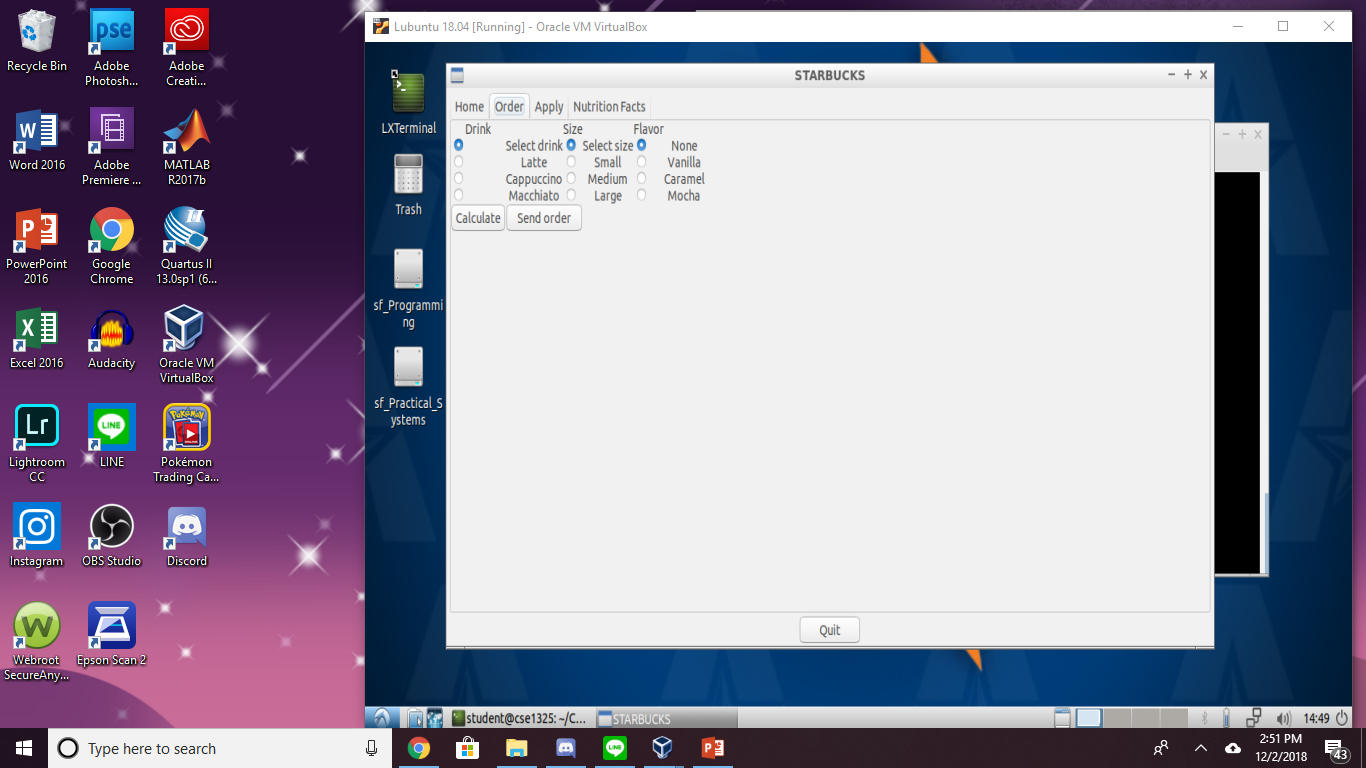 Recycle Bin
Adobe Photosh...
Adobe Creati...
Word 2016
Adobe Premiere ...
MATLAB R2017b
PowerPoint 2016
Google Chrome
Quartus II 13.0sp1 (6...
Excel 2016
Audacity
Oracle VM VirtualBox
Lightroom CC
LINE
Pokémon Trading Ca...
Instagram
OBS Studio
Discord
Webroot SecureAny...
Epson Scan 2
Lubuntu 18.04 [Running] - Oracle VM VirtualBox
LXTerminal
Trash
sf_Programming
sf_Practical_Systems
STARBUCKS
Home Order Apply Nutrition Facts
Drink Size Flavor
Select drink Select size None
Latte Small Vanilla
Cappuccino Medium Caramel
Macchiato Large Mocha
Calculate Send order
Quit
student@cse1325: ~/C... STARBUCKS 14:49
Type here to search
2:51 PM
12/2/2018
43